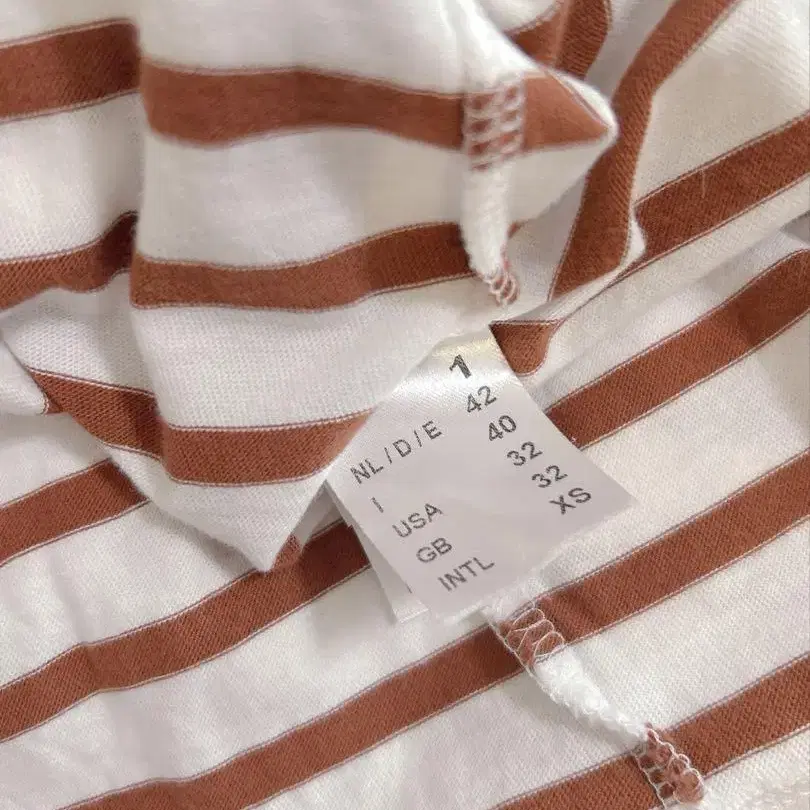 1
NL / D / E 42
I 40
USA 32
GB 32
INTL XS